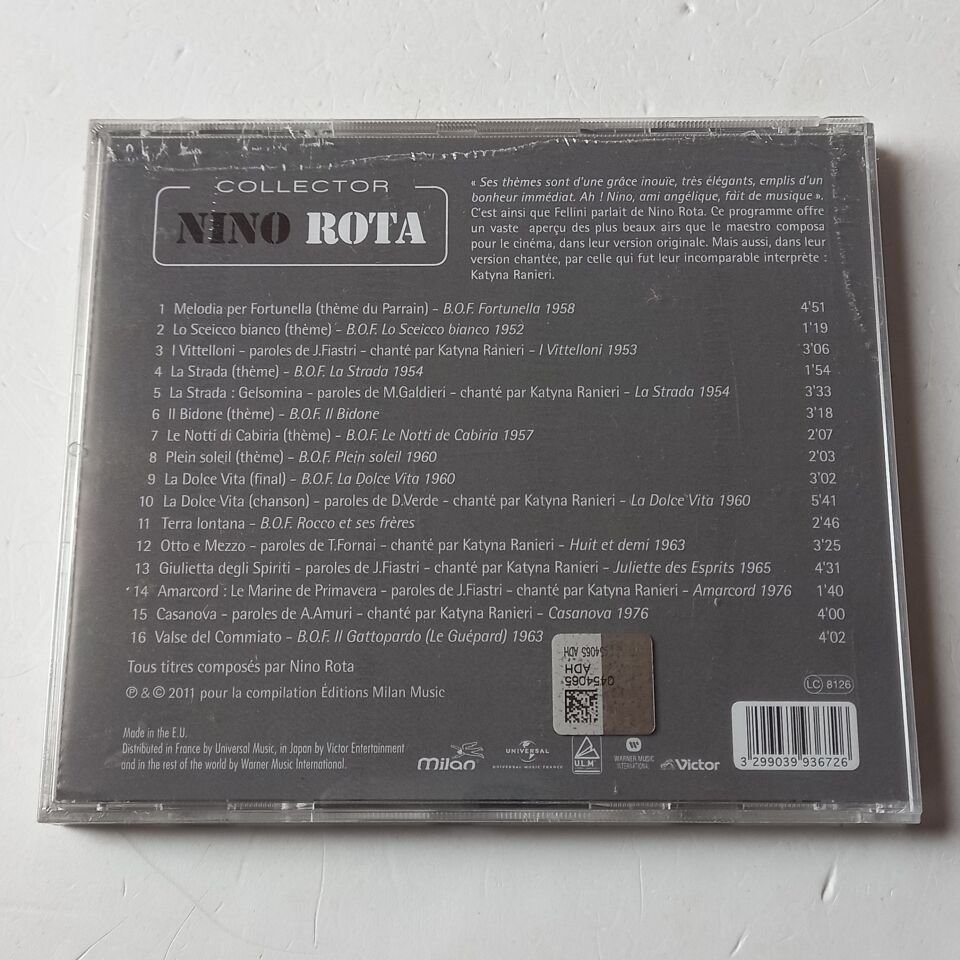 COLLECTOR
NINO ROTA
« Ses thèmes sont d'une grâce inouïe, très élégants, emplis d'un
bonheur immédiat. Ah ! Nino, ami angélique, fait de musique ».
C'est ainsi que Fellini parlait de Nino Rota. Ce programme offre
un vaste aperçu des plus beaux airs que le maestro composa
pour le cinéma, dans leur version originale. Mais aussi, dans leur
version chantée, par celle qui fut leur incomparable interprète :
Katyna Ranieri.
1 Melodia per Fortunella (thème du Parrain) - B.O.F. Fortunella 1958 4'51
2 Lo Sceicco bianco (thème) - B.O.F. Lo Sceicco bianco 1952 1'19
3 I Vittelloni - paroles de J.Fiastri - chanté par Katyna Ranieri - I Vittelloni 1953 3'06
4 La Strada (thème) - B.O.F. La Strada 1954 1'54
5 La Strada : Gelsomina - paroles de M.Galdieri - chanté par Katyna Ranieri - La Strada 1954 3'33
6 Il Bidone (thème) - B.O.F. Il Bidone 3'18
7 Le Notti di Cabiria (thème) - B.O.F. Le Notti de Cabiria 1957 2'07
8 Plein soleil (thème) - B.O.F. Plein soleil 1960 2'03
9 La Dolce Vita (final) - B.O.F. La Dolce Vita 1960 3'02
10 La Dolce Vita (chanson) - paroles de D.Verde - chanté par Katyna Ranieri - La Dolce Vita 1960 5'41
11 Terra lontana - B.O.F. Rocco et ses frères 2'46
12 Otto e Mezzo - paroles de T.Fornai - chanté par Katyna Ranieri - Huit et demi 1963 3'25
13 Giulietta degli Spiriti - paroles de J.Fiastri - chanté par Katyna Ranieri - Juliette des Esprits 1965 4'31
14 Amarcord : Le Marine de Primavera - paroles de J.Fiastri - chanté par Katyna Ranieri - Amarcord 1976 1'40
15 Casanova - paroles de A.Amuri - chanté par Katyna Ranieri - Casanova 1976 4'00
16 Valse del Commiato - B.O.F. Il Gattopardo (Le Guépard) 1963 4'02
Tous titres composés par Nino Rota
℗ & © 2011 pour la compilation Éditions Milan Music
ADH
0454065
LC 8126
Made in the E.U.
Distributed in France by Universal Music, in Japan by Victor Entertainment
and in the rest of the world by Warner Music International.
milan
UNIVERSAL
UNIVERSAL MUSIC FRANCE
U.L.M
WARNER MUSIC
INTERNATIONAL
Victor
3 299039 936726